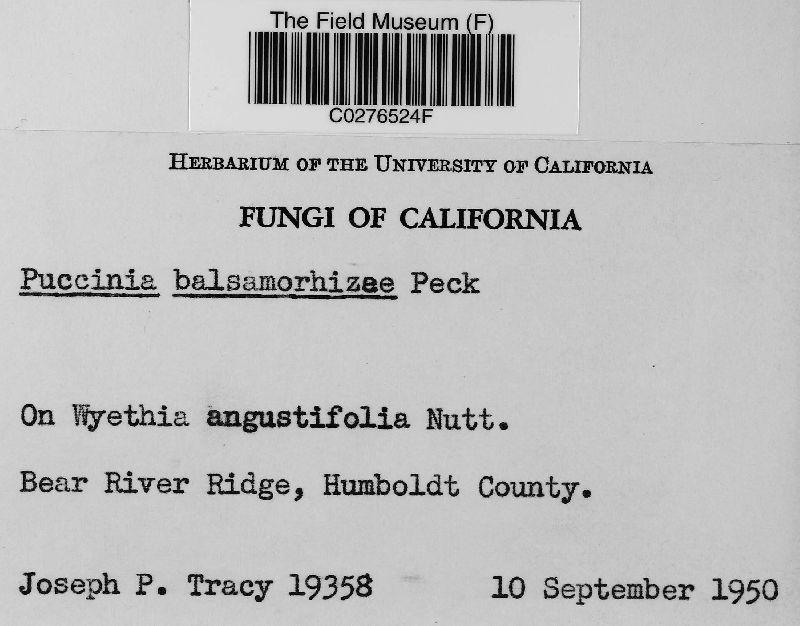 The Field Museum (F)
C0276524F
HERBARIUM OF THE UNIVERSITY OF CALIFORNIA
FUNGI OF CALIFORNIA
Puccinia balsamorhizae Peck
On Wyethia angustifolia Nutt.
Bear River Ridge, Humboldt County.
Joseph P. Tracy 19358 10 September 1950